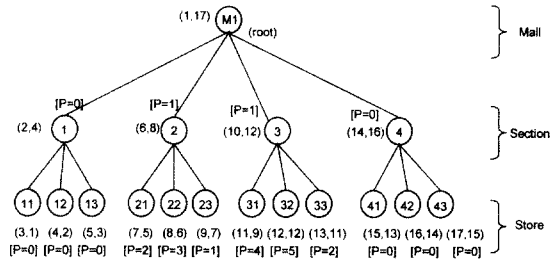 (1,17) M1 (root) Mall
[P=0] [P=1] [P=1] [P=0]
(2,4) 1 (6,8) 2 (10,12) 3 (14,16) 4 Section
11 12 13 21 22 23 31 32 33 41 42 43
(3,1) (4,2) (5,3) (7,5) (8,6) (9,7) (11,9) (12,12) (13,11) (15,13) (16,14) (17,15) Store
[P=0] [P=0] [P=0] [P=2] [P=3] [P=1] [P=4] [P=5] [P=2] [P=0] [P=0] [P=0]